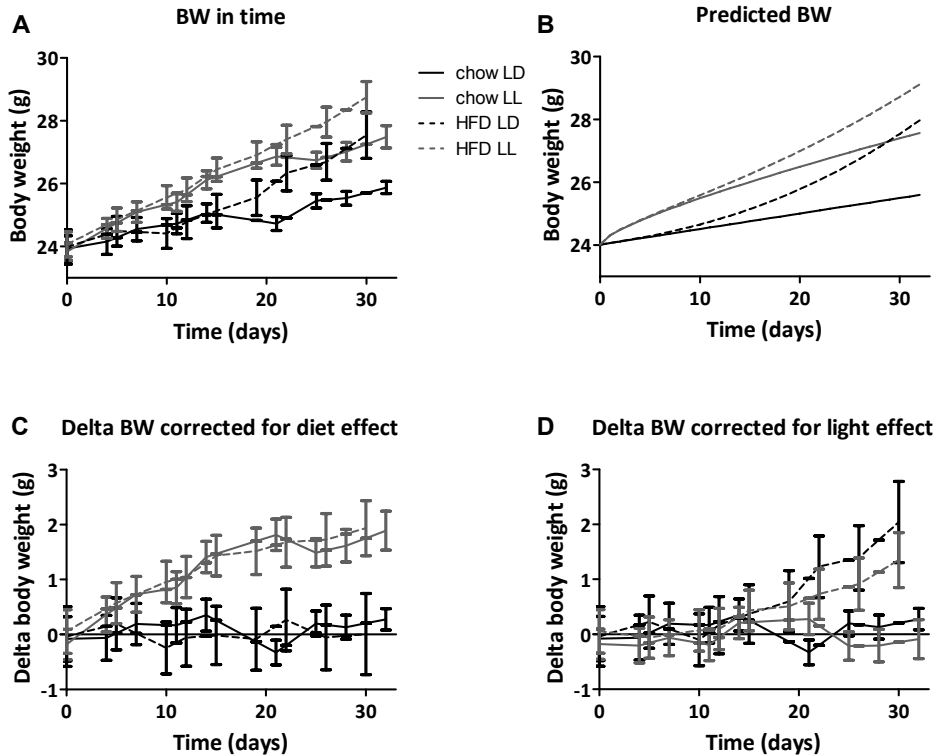 A
BW in time
Body weight (g)
30
28
26
24
0
10
20
30
Time (days)
chow LD
chow LL
HFD LD
HFD LL
B
Predicted BW
Body weight (g)
30
28
26
24
0
10
20
30
Time (days)
C
Delta BW corrected for diet effect
Delta body weight (g)
3
2
1
0
-1
0
10
20
30
Time (days)
D
Delta BW corrected for light effect
Delta body weight (g)
3
2
1
0
-1
0
10
20
30
Time (days)